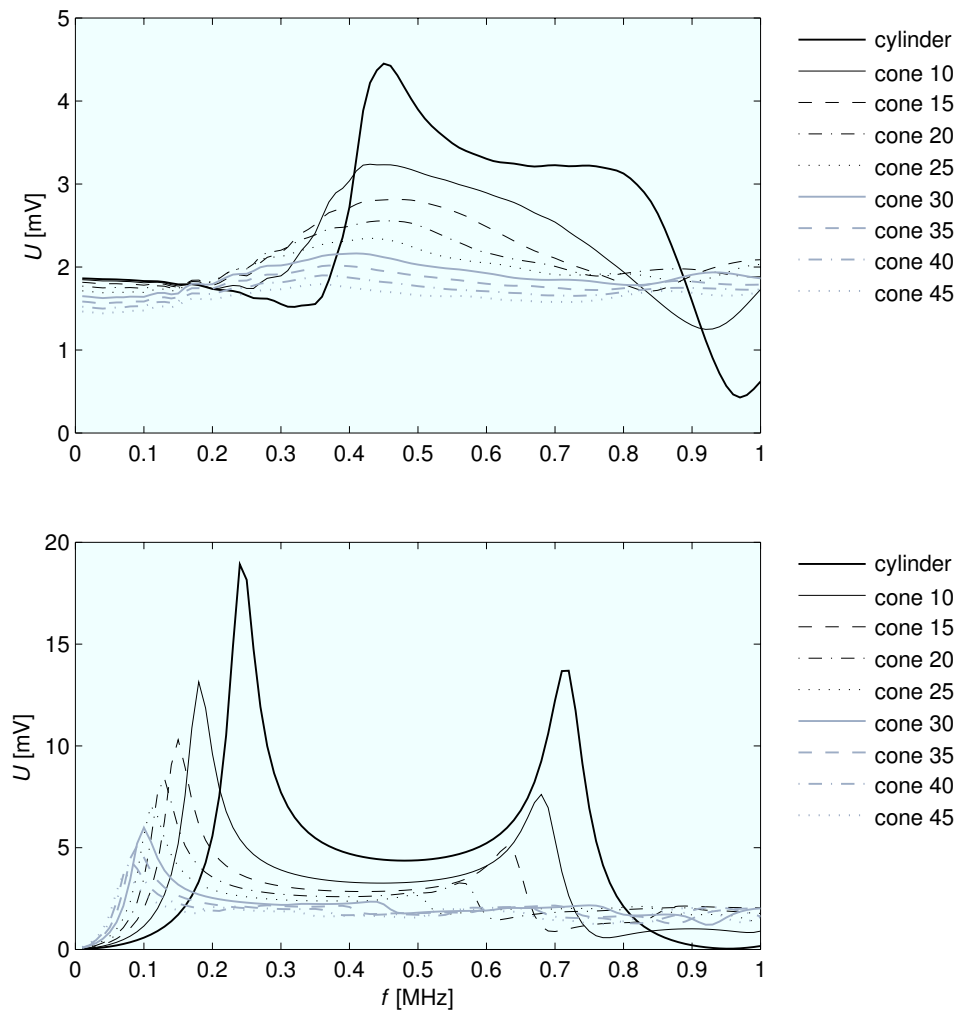 5
4
3
2
1
0
U [mV]
0 0.1 0.2 0.3 0.4 0.5 0.6 0.7 0.8 0.9 1
cylinder
cone 10
cone 15
cone 20
cone 25
cone 30
cone 35
cone 40
cone 45
20
15
10
5
0
U [mV]
0 0.1 0.2 0.3 0.4 0.5 0.6 0.7 0.8 0.9 1
f [MHz]
cylinder
cone 10
cone 15
cone 20
cone 25
cone 30
cone 35
cone 40
cone 45